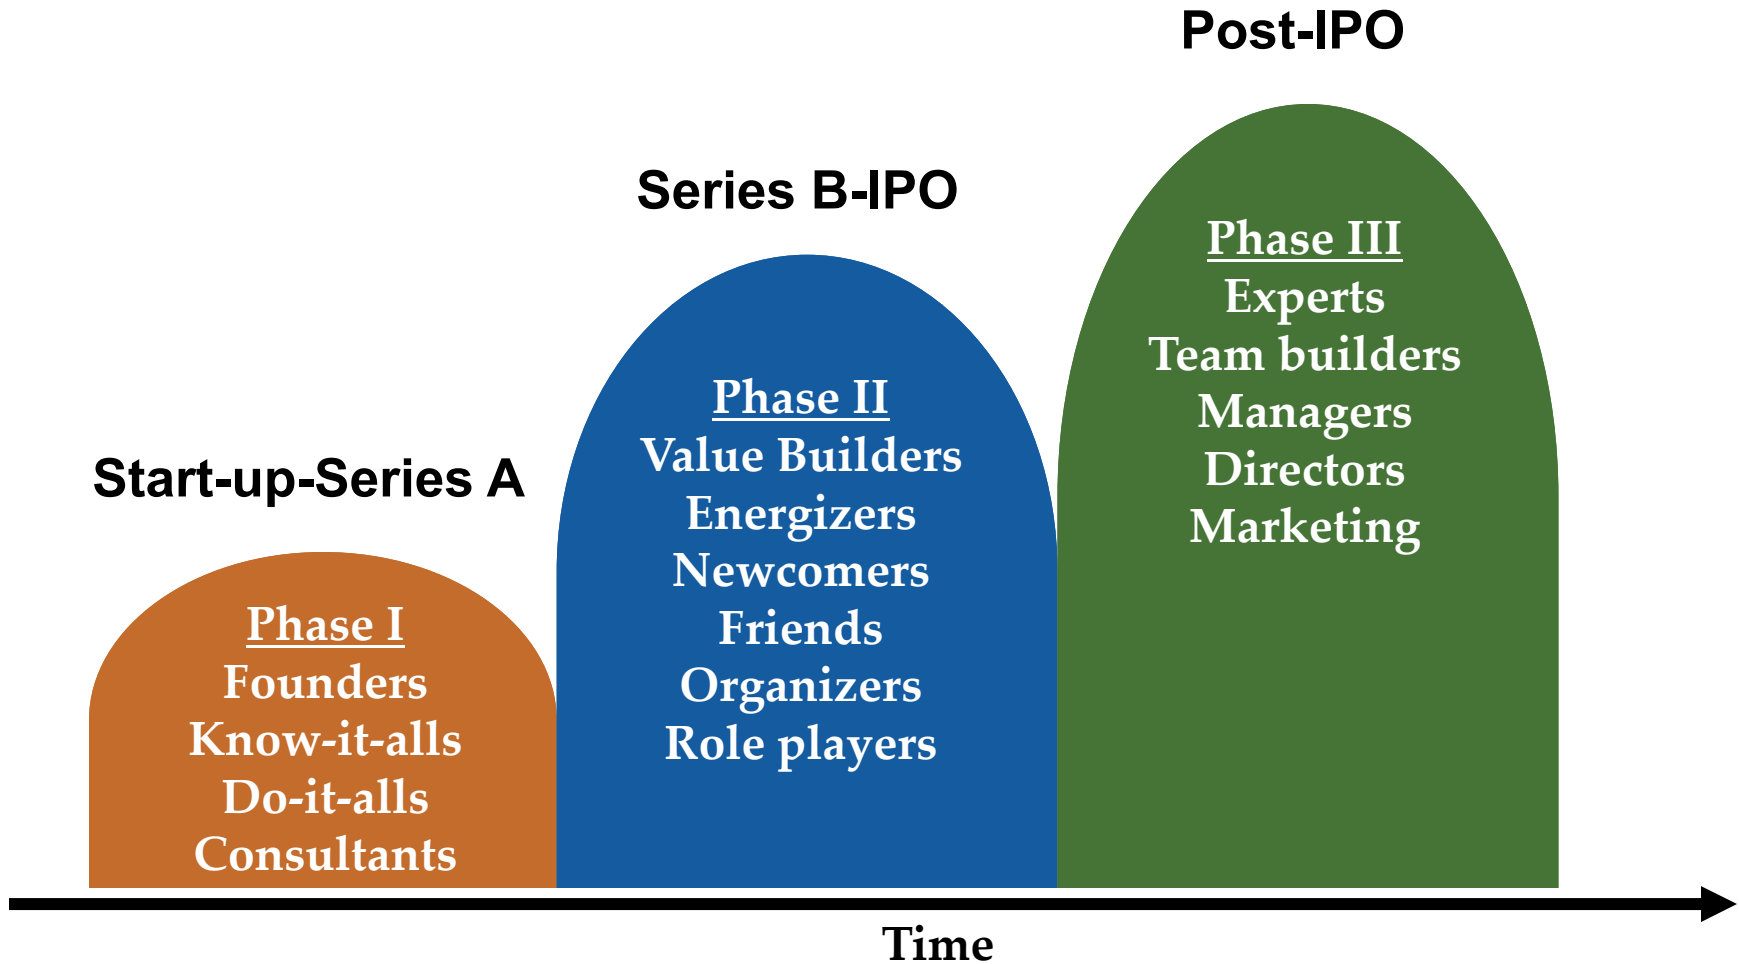 Start-up-Series A
Phase I
Founders
Know-it-alls
Do-it-alls
Consultants
Series B-IPO
Phase II
Value Builders
Energizers
Newcomers
Friends
Organizers
Role players
Post-IPO
Phase III
Experts
Team builders
Managers
Directors
Marketing
Time